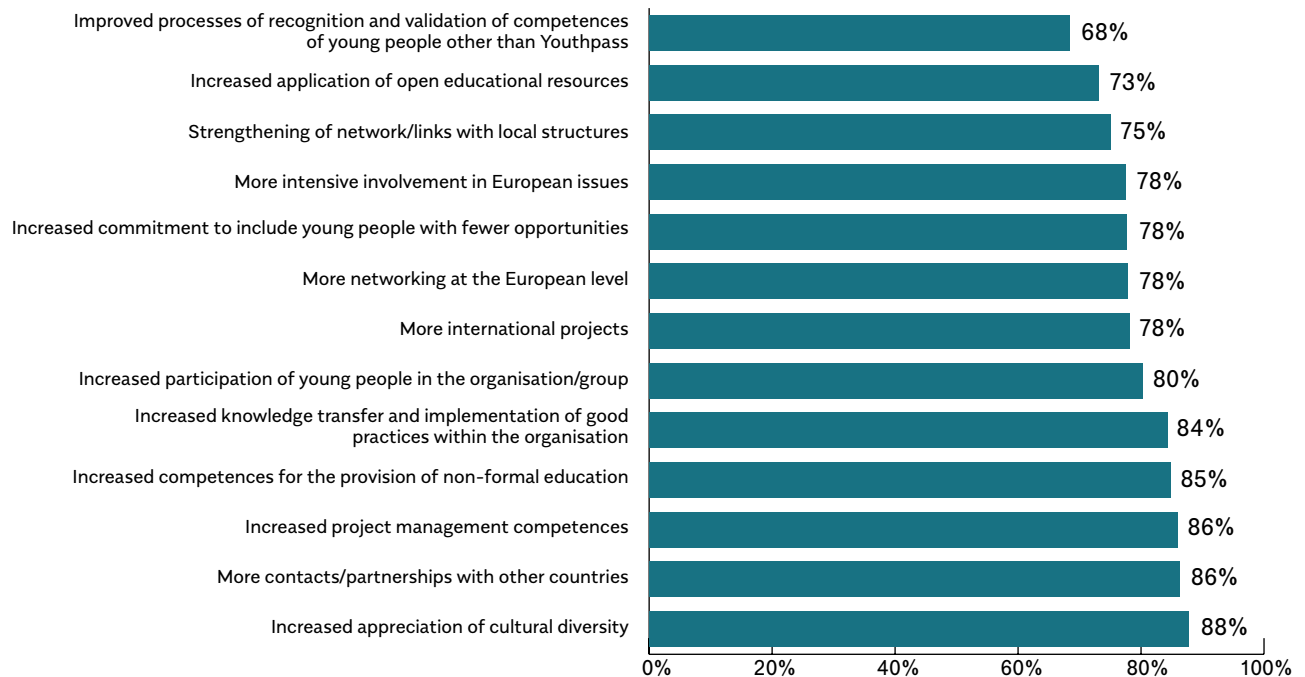 Improved processes of recognition and validation of competences
of young people other than Youthpass
68%
Increased application of open educational resources
73%
Strengthening of network/links with local structures
75%
More intensive involvement in European issues
78%
Increased commitment to include young people with fewer opportunities
78%
More networking at the European level
78%
More international projects
78%
Increased participation of young people in the organisation/group
80%
Increased knowledge transfer and implementation of good
practices within the organisation
84%
Increased competences for the provision of non-formal education
85%
Increased project management competences
86%
More contacts/partnerships with other countries
86%
Increased appreciation of cultural diversity
88%
0% 20% 40% 60% 80% 100%